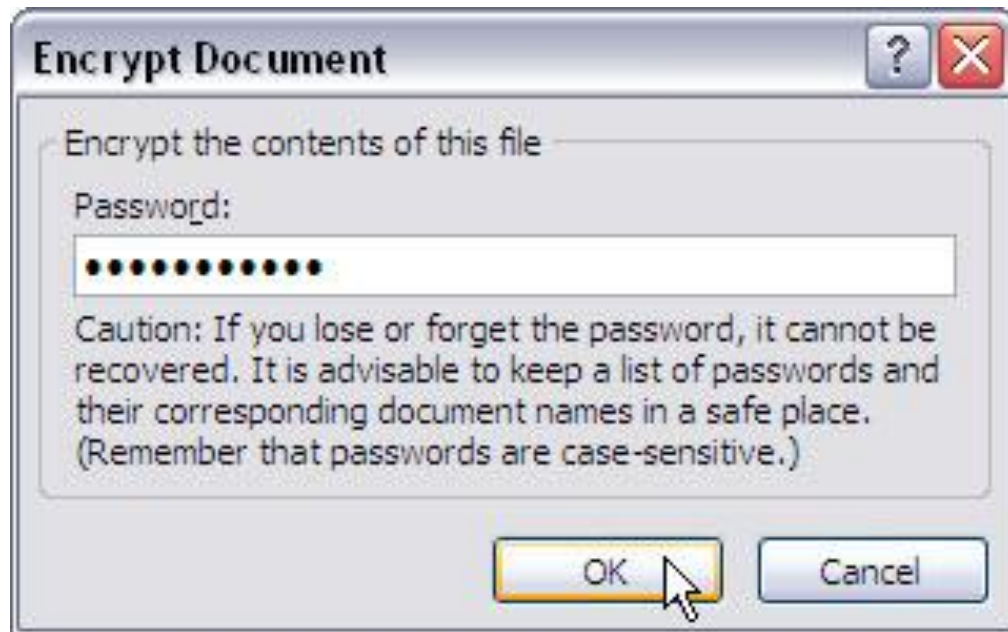 Encrypt Document
?
Encrypt the contents of this file
Password:
•••••••••••
Caution: If you lose or forget the password, it cannot be
recovered. It is advisable to keep a list of passwords and
their corresponding document names in a safe place.
(Remember that passwords are case-sensitive.)
OK
Cancel